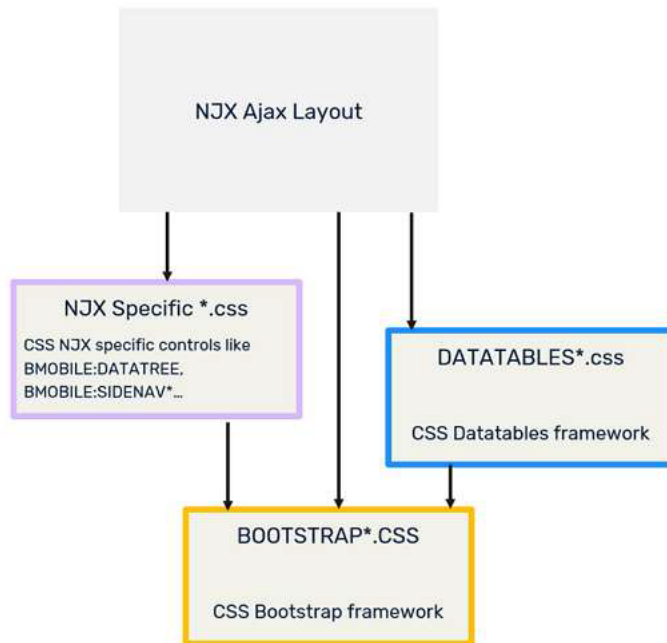 NJX Ajax Layout
NJX Specific *.css
CSS NJX specific controls like
BMOBILE:DATATREE,
BMOBILE:SIDENAV*…
DATATABLES*.css
CSS Datatables framework
BOOTSTRAP*.CSS
CSS Bootstrap framework